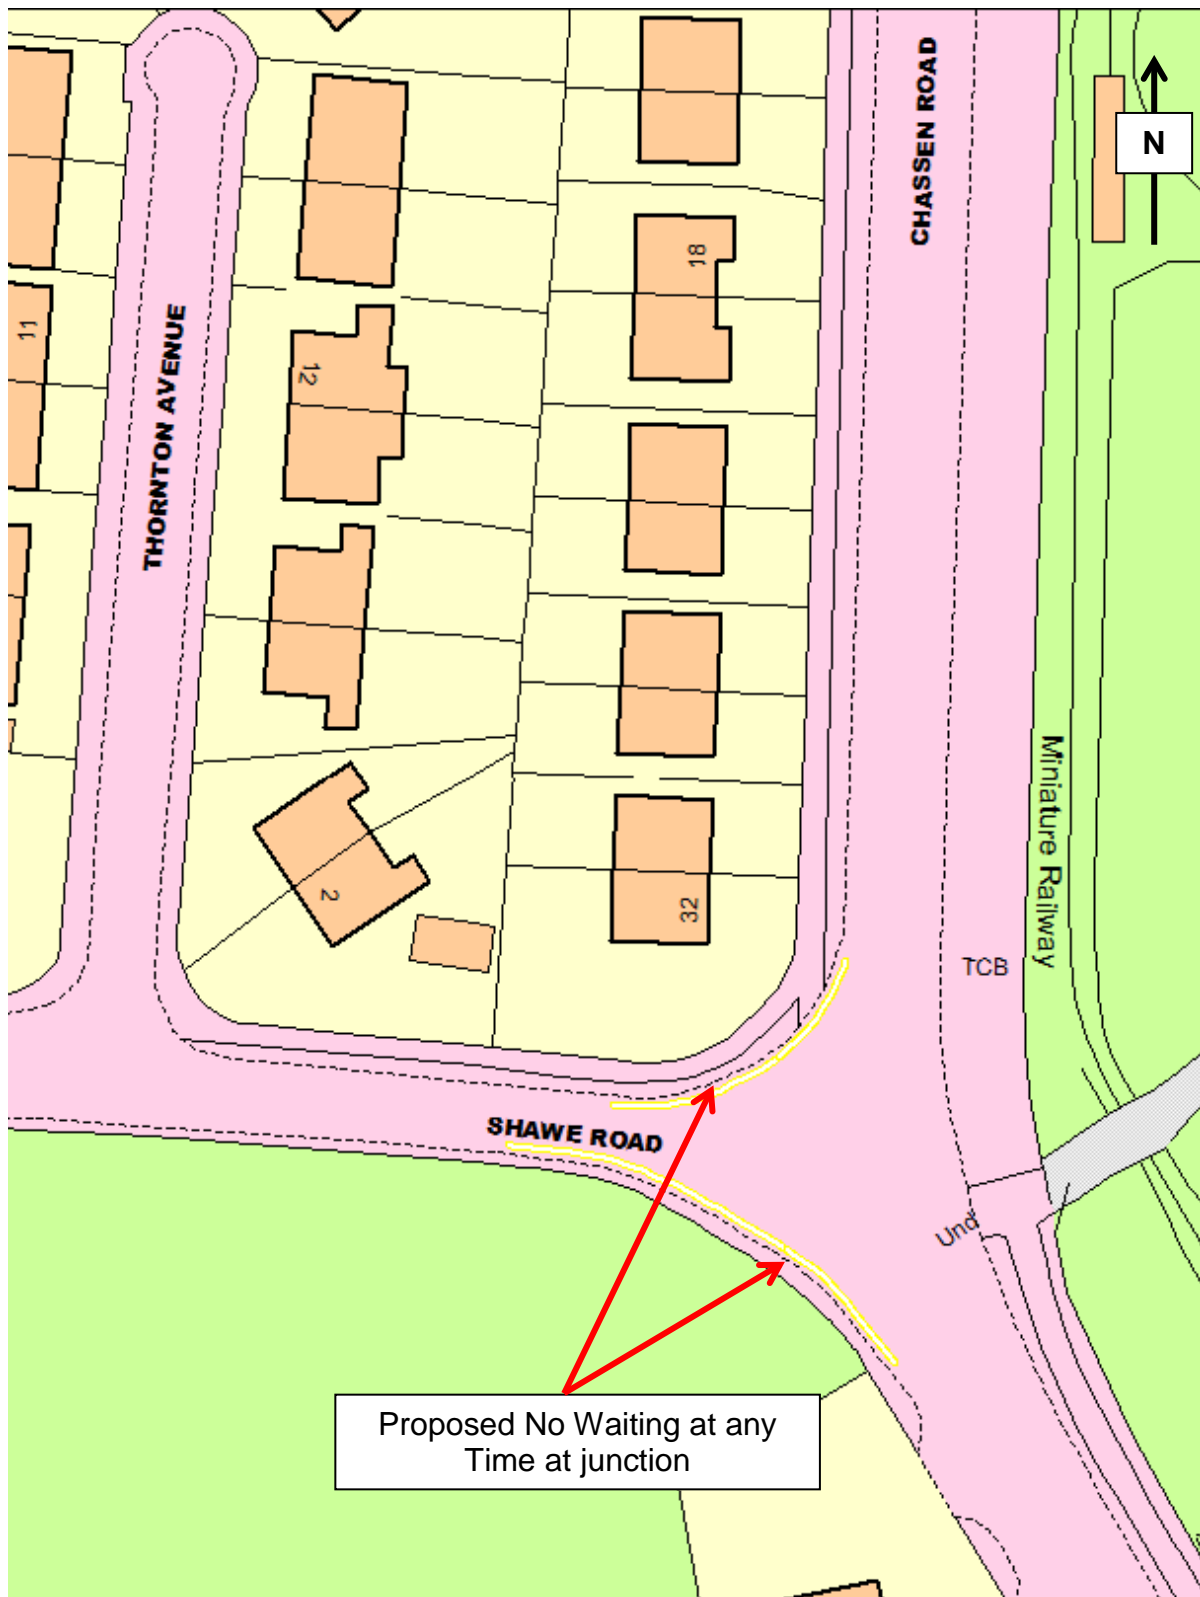 CHASSEN ROAD
N
18
11
THORNTON AVENUE
12
Miniature Railway
2
32
TCB
SHAWE ROAD
Und
Proposed No Waiting at any
Time at junction